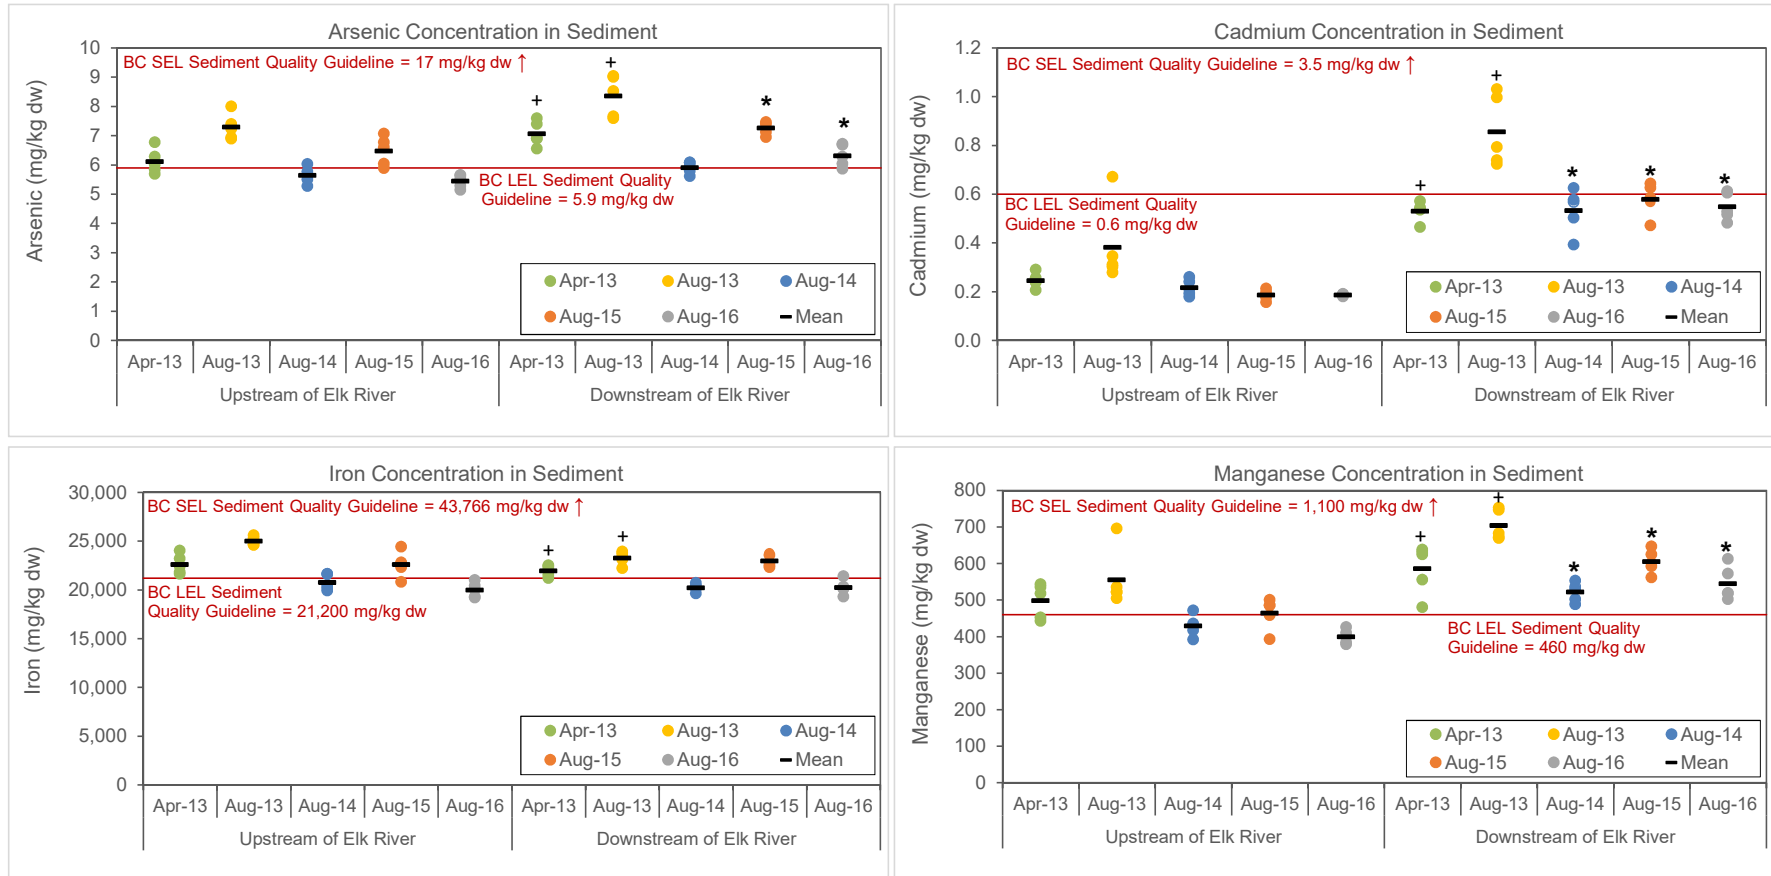 Arsenic Concentration in Sediment
BC SEL Sediment Quality Guideline = 17 mg/kg dw ↑
Arsenic (mg/kg dw)
10
9
8
7
6
5
4
3
2
1
0
+
+
*
*
BC LEL Sediment Quality
Guideline = 5.9 mg/kg dw
Apr-13 Aug-13 Aug-14
Aug-15 Aug-16 Mean
Apr-13 Aug-13 Aug-14 Aug-15 Aug-16 Apr-13 Aug-13 Aug-14 Aug-15 Aug-16
Upstream of Elk River Downstream of Elk River
Cadmium Concentration in Sediment
BC SEL Sediment Quality Guideline = 3.5 mg/kg dw ↑
Cadmium (mg/kg dw)
1.2
1.0
0.8
0.6
0.4
0.2
0.0
+
+
*
*
*
BC LEL Sediment Quality
Guideline = 0.6 mg/kg dw
Apr-13 Aug-13 Aug-14
Aug-15 Aug-16 Mean
Apr-13 Aug-13 Aug-14 Aug-15 Aug-16 Apr-13 Aug-13 Aug-14 Aug-15 Aug-16
Upstream of Elk River Downstream of Elk River
Iron Concentration in Sediment
BC SEL Sediment Quality Guideline = 43,766 mg/kg dw ↑
Iron (mg/kg dw)
30,000
25,000
20,000
15,000
10,000
5,000
0
+
+
BC LEL Sediment
Quality Guideline = 21,200 mg/kg dw
Apr-13 Aug-13 Aug-14
Aug-15 Aug-16 Mean
Apr-13 Aug-13 Aug-14 Aug-15 Aug-16 Apr-13 Aug-13 Aug-14 Aug-15 Aug-16
Upstream of Elk River Downstream of Elk River
Manganese Concentration in Sediment
BC SEL Sediment Quality Guideline = 1,100 mg/kg dw ↑
Manganese (mg/kg dw)
800
700
600
500
400
300
200
100
0
+
+
*
*
*
BC LEL Sediment Quality
Guideline = 460 mg/kg dw
Apr-13 Aug-13 Aug-14
Aug-15 Aug-16 Mean
Apr-13 Aug-13 Aug-14 Aug-15 Aug-16 Apr-13 Aug-13 Aug-14 Aug-15 Aug-16
Upstream of Elk River Downstream of Elk River